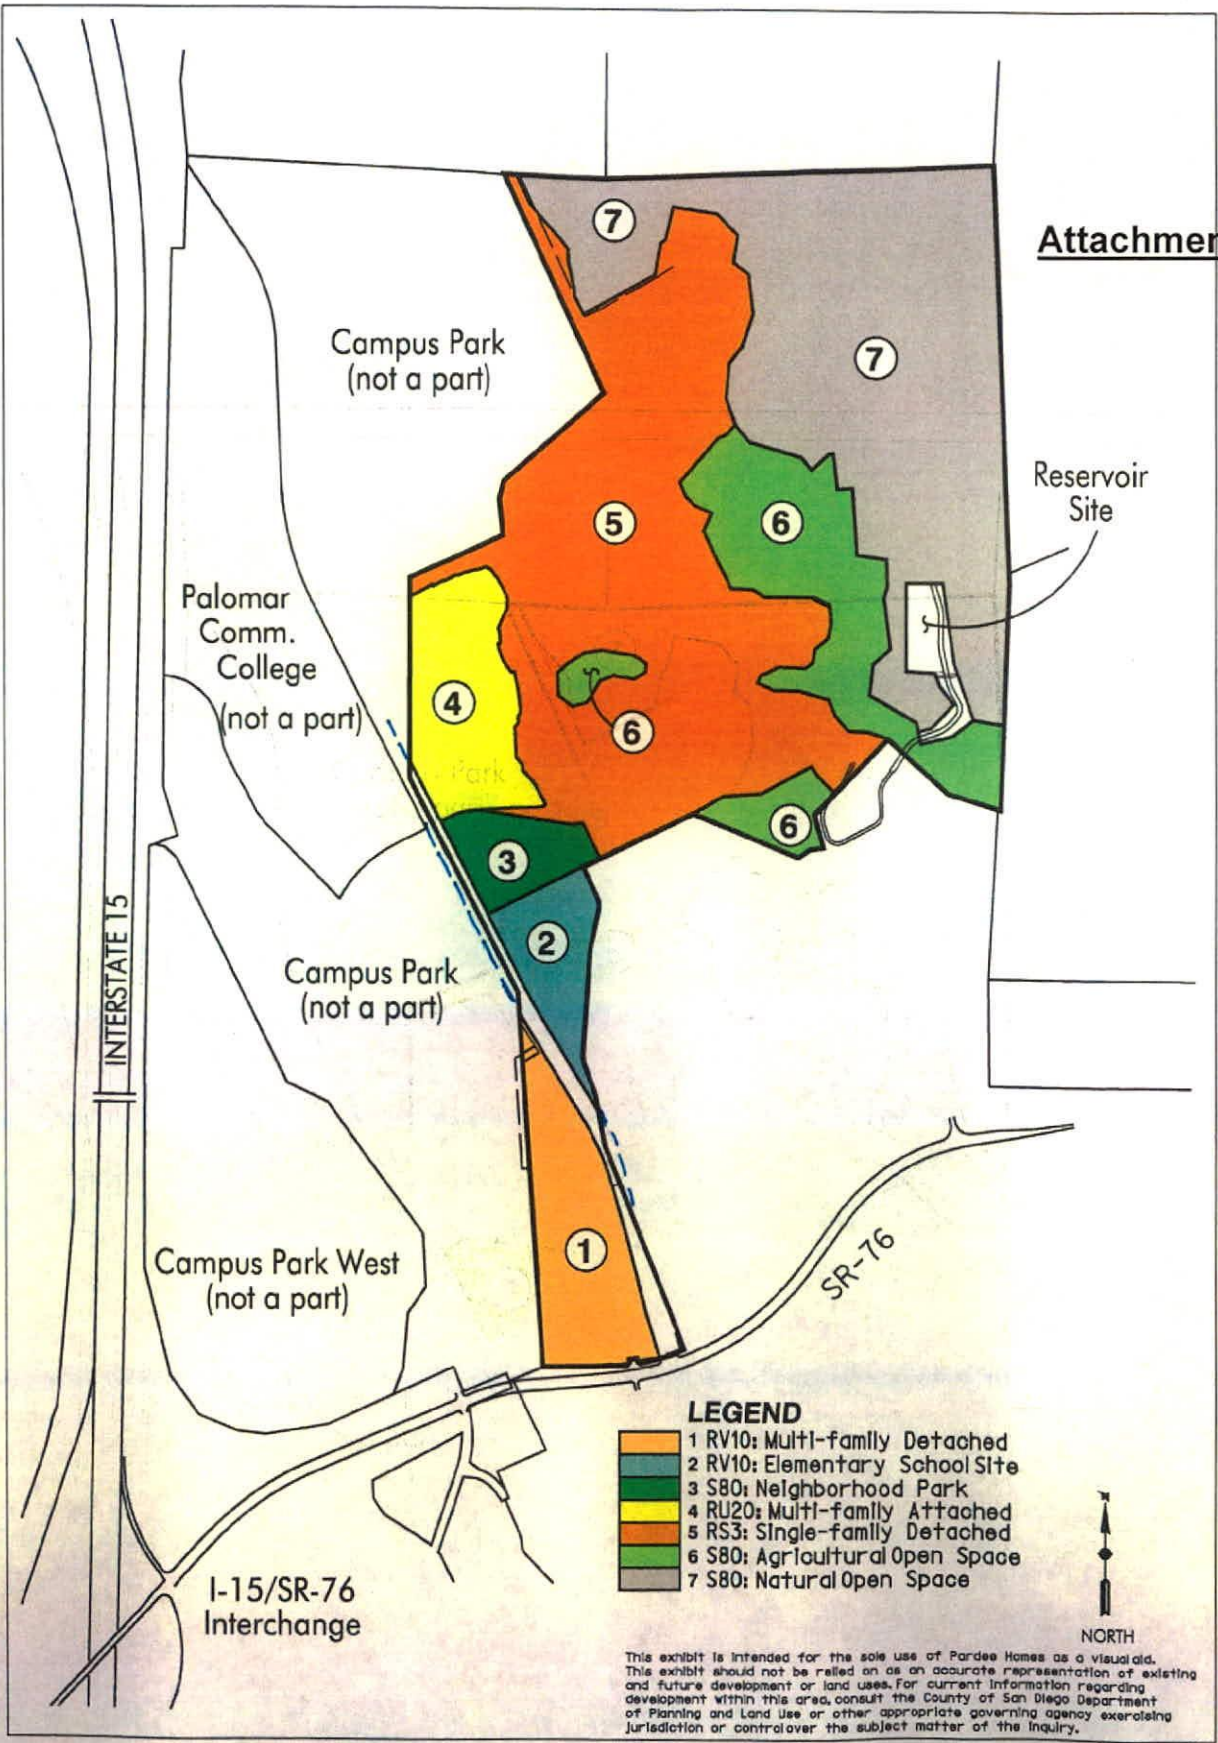 7
Attachmen
Campus Park
(not a part)
7
Reservoir
Site
5
6
Palomar
Comm.
College
(not a part)
4
6
6
3
2
Campus Park
(not a part)
INTERSTATE 15
1
SR-76
Campus Park West
(not a part)
LEGEND
1 RV10: Multi-family Detached
2 RV10: Elementary School Site
3 S80: Neighborhood Park
4 RU20: Multi-family Attached
5 RS3: Single-family Detached
6 S80: Agricultural Open Space
7 S80: Natural Open Space
I-15/SR-76
Interchange
NORTH
This exhibit is intended for the sole use of Pardee Homes as a visual aid.
This exhibit should not be relied on as an accurate representation of existing
and future development or land uses. For current information regarding
development within this area, consult the County of San Diego Department
of Planning and Land Use or other appropriate governing agency exercising
jurisdiction or control over the subject matter of the inquiry.